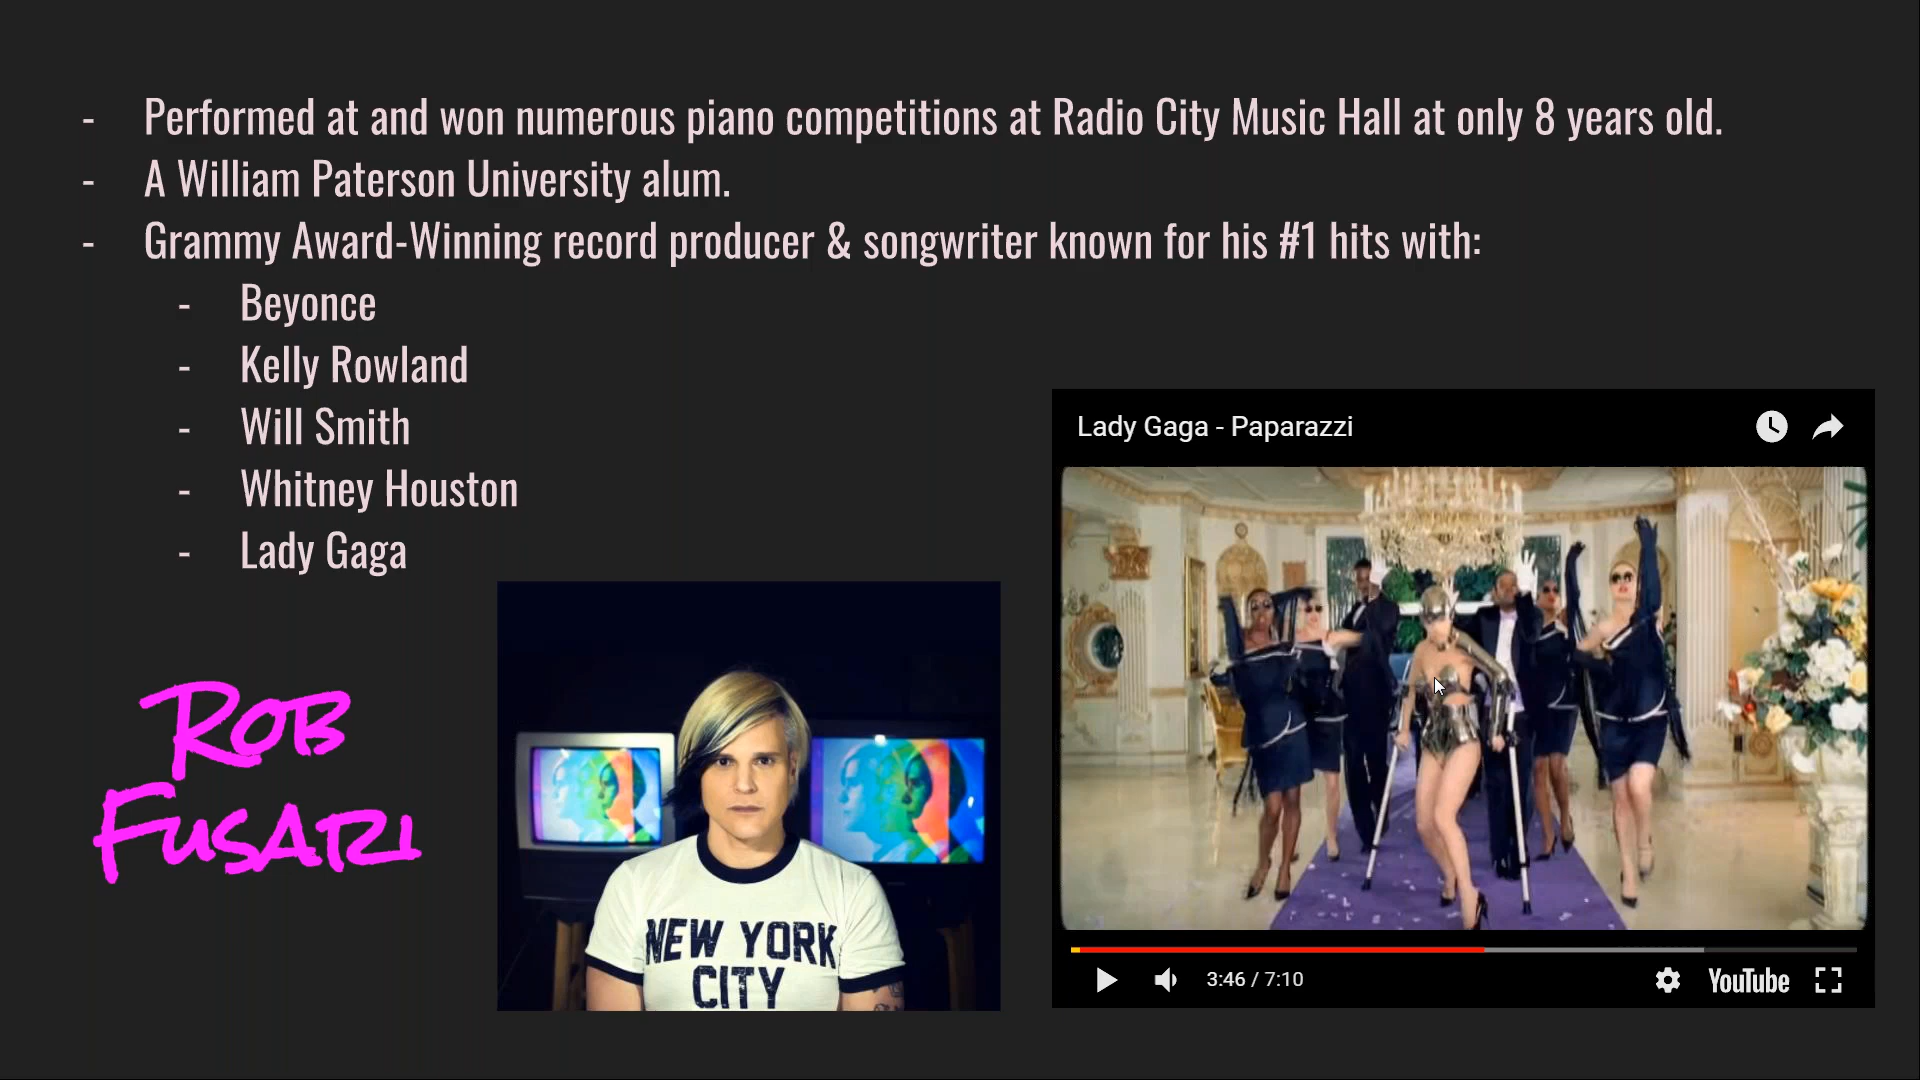 - Performed at and won numerous piano competitions at Radio City Music Hall at only 8 years old.
- A William Paterson University alum.
- Grammy Award-Winning record producer & songwriter known for his #1 hits with:
- Beyonce
- Kelly Rowland
- Will Smith
- Whitney Houston
- Lady Gaga
Rob
Fusari
NEW YORK
CITY
Lady Gaga - Paparazzi
3:46 / 7:10
YouTube